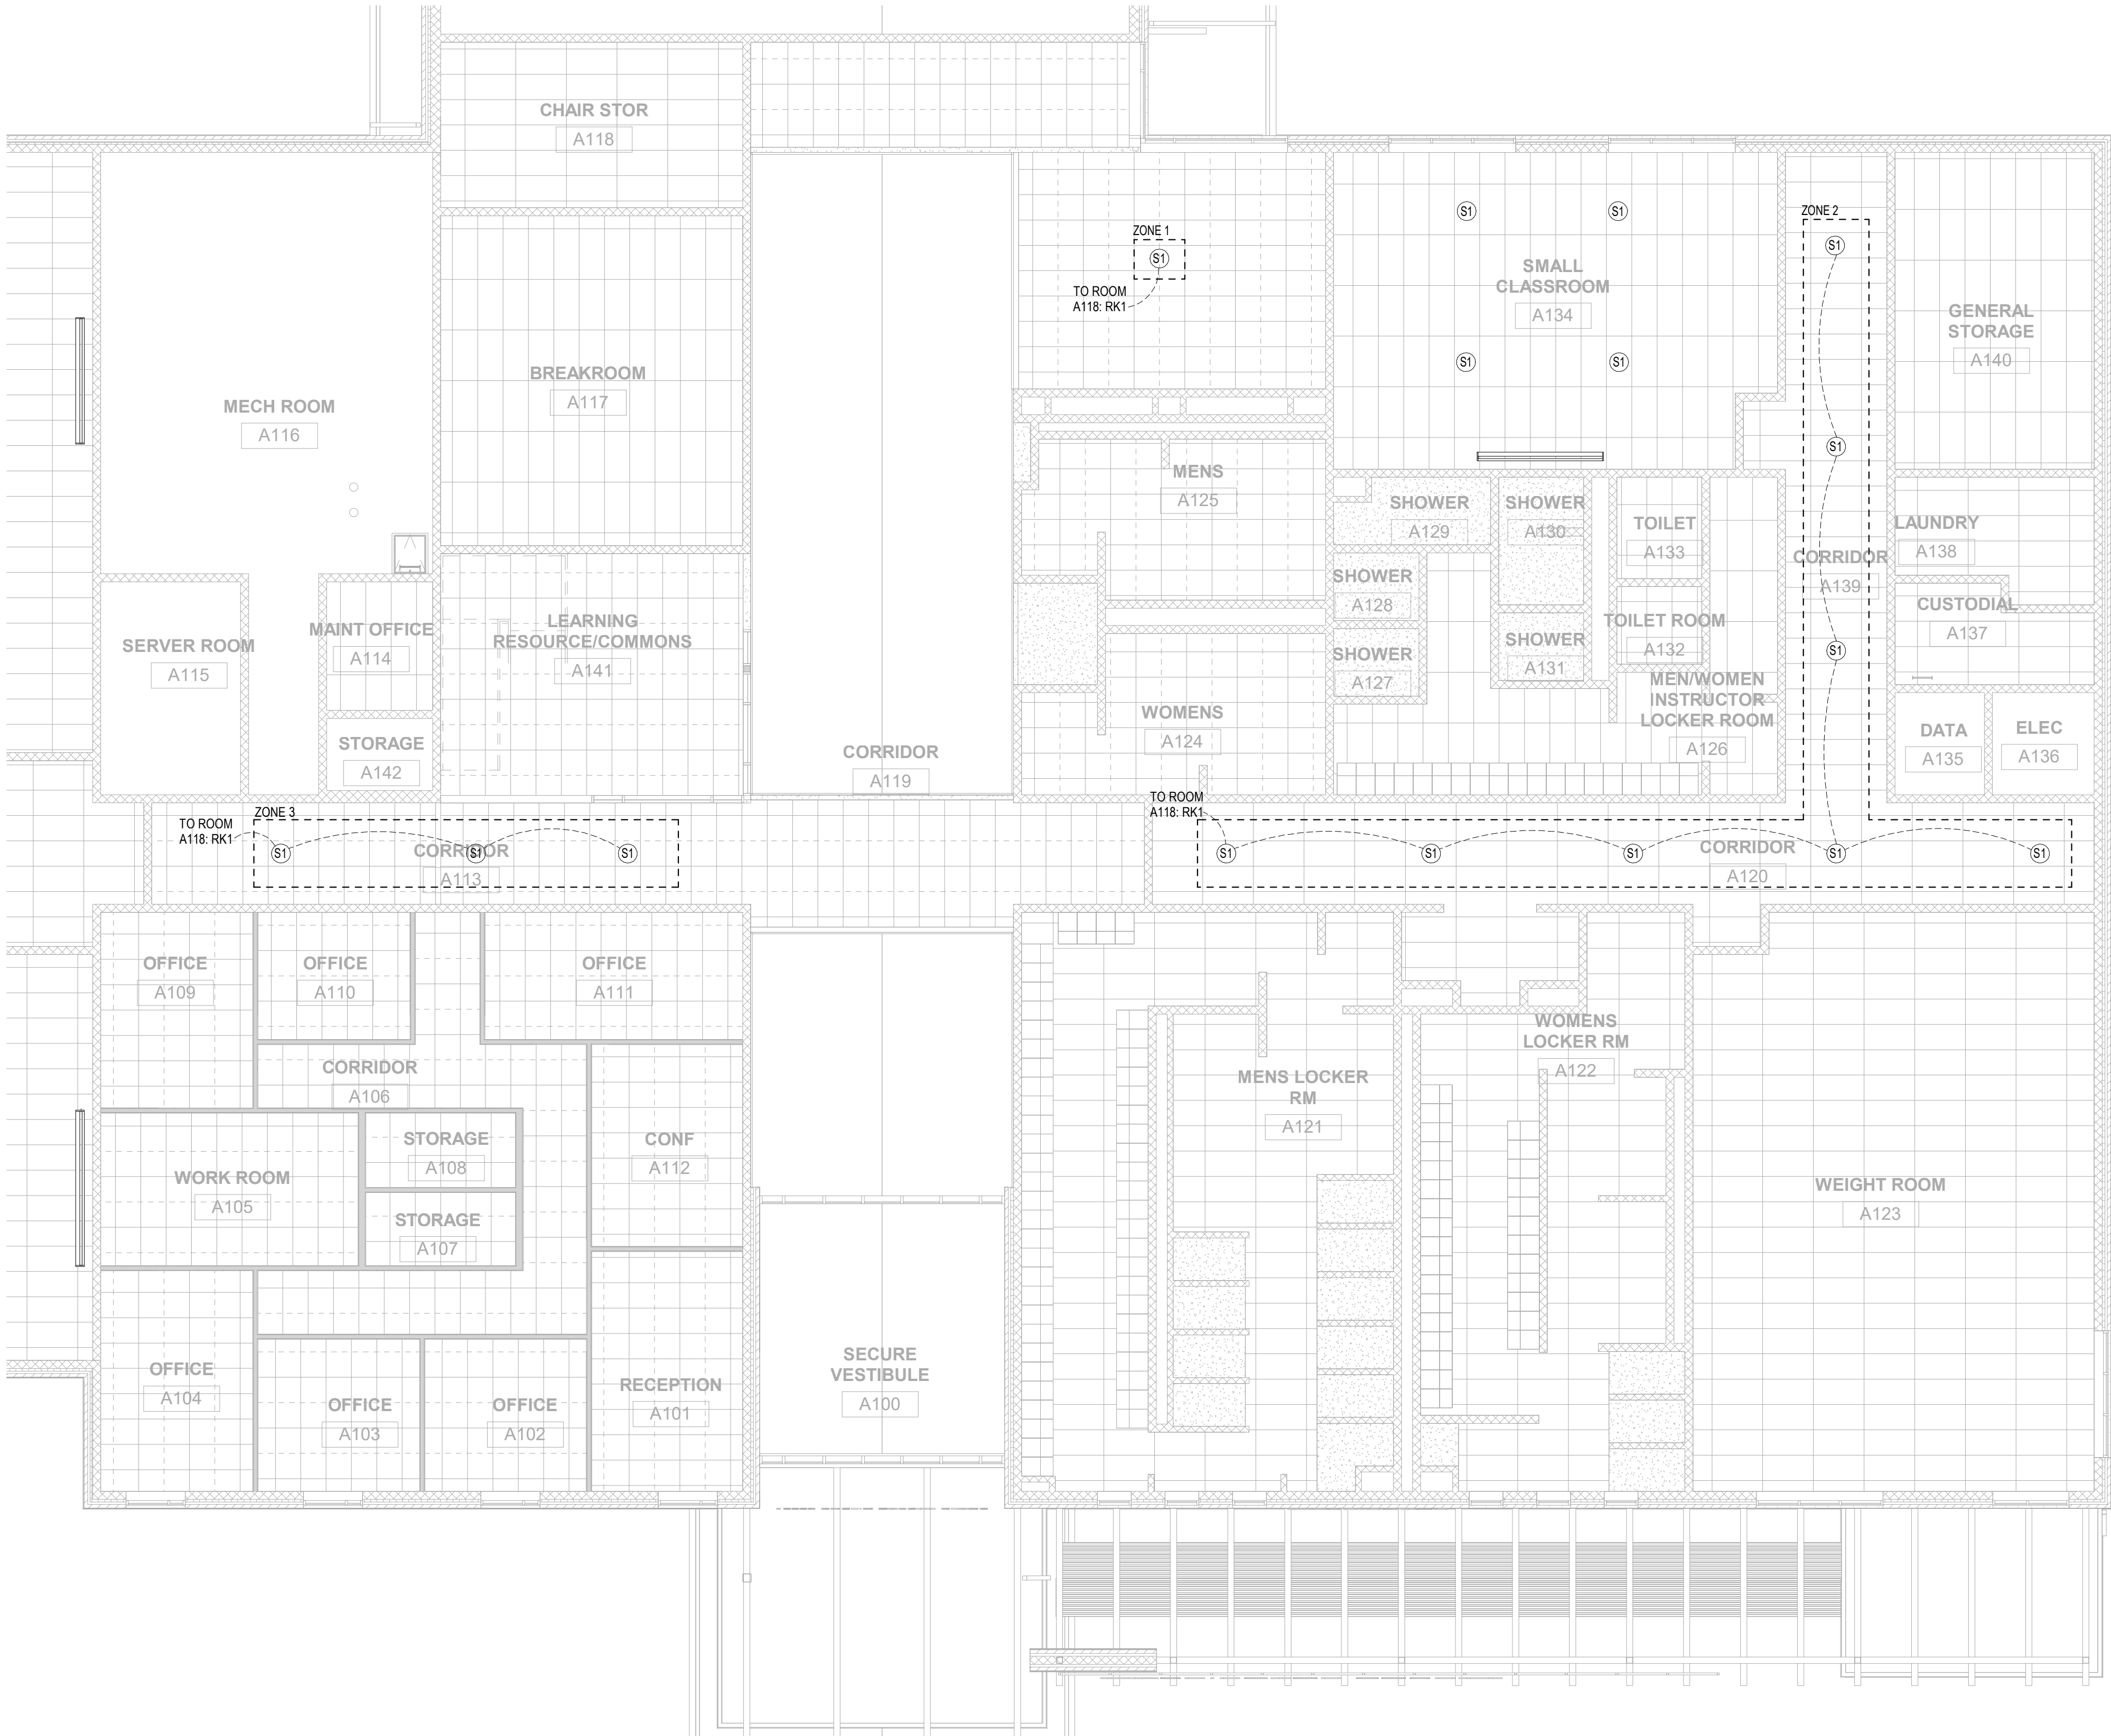 CHAIR STOR
A118
ZONE 1
S1
TO ROOM
A118: RK1
S1
S1
SMALL
CLASSROOM
A134
S1
S1
ZONE 2
S1
S1
S1
GENERAL
STORAGE
A140
BREAKROOM
A117
MECH ROOM
A116
MENS
A125
SHOWER
A129
SHOWER
A130
TOILET
A133
LAUNDRY
A138
CORRIDOR
A139
SHOWER
A128
CUSTODIAL
A137
SERVER ROOM
A115
MAINT OFFICE
A114
LEARNING
RESOURCE/COMMONS
A141
TOILET ROOM
A132
SHOWER
A127
SHOWER
A131
MEN/WOMEN
INSTRUCTOR
LOCKER ROOM
A126
WOMENS
A124
DATA
A135
ELEC
A136
STORAGE
A142
CORRIDOR
A119
ZONE 3
TO ROOM
A118: RK1
S1
S1
S1
CORRIDOR
A113
TO ROOM
A118: RK1
S1
S1
S1
S1
S1
CORRIDOR
A120
OFFICE
A109
OFFICE
A110
OFFICE
A111
CORRIDOR
A106
WOMENS
LOCKER RM
A122
MENS LOCKER
RM
A121
STORAGE
A108
CONF
A112
WORK ROOM
A105
STORAGE
A107
WEIGHT ROOM
A123
OFFICE
A104
OFFICE
A103
OFFICE
A102
RECEPTION
A101
SECURE
VESTIBULE
A100